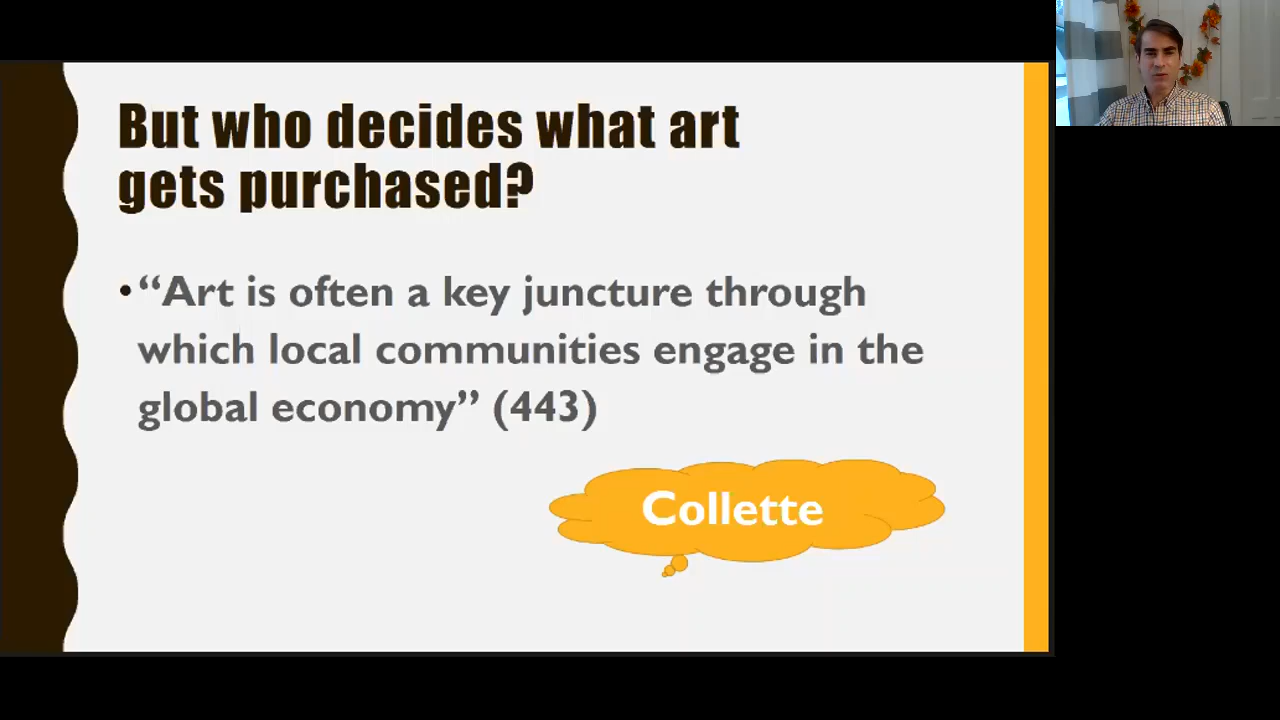 But who decides what art
gets purchased?
•“Art is often a key juncture through
which local communities engage in the
global economy” (443)
Collette